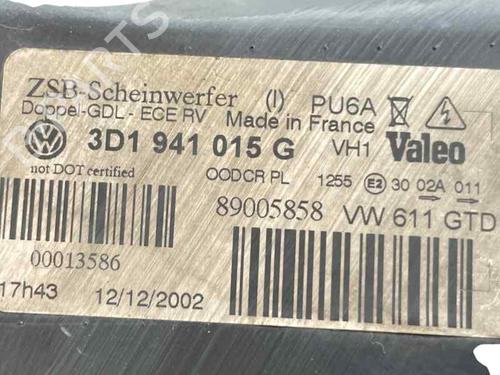 ZSB-Scheinwerfer (I) PU6A
Doppel-GDL - ECE RV Made in France
3D1 941 015 G VH1 Valeo
not DOT certified OODCR PL 1255 E2 30 02A 011
89005858 VW 611 GTD
00013586
17h43 12/12/2002